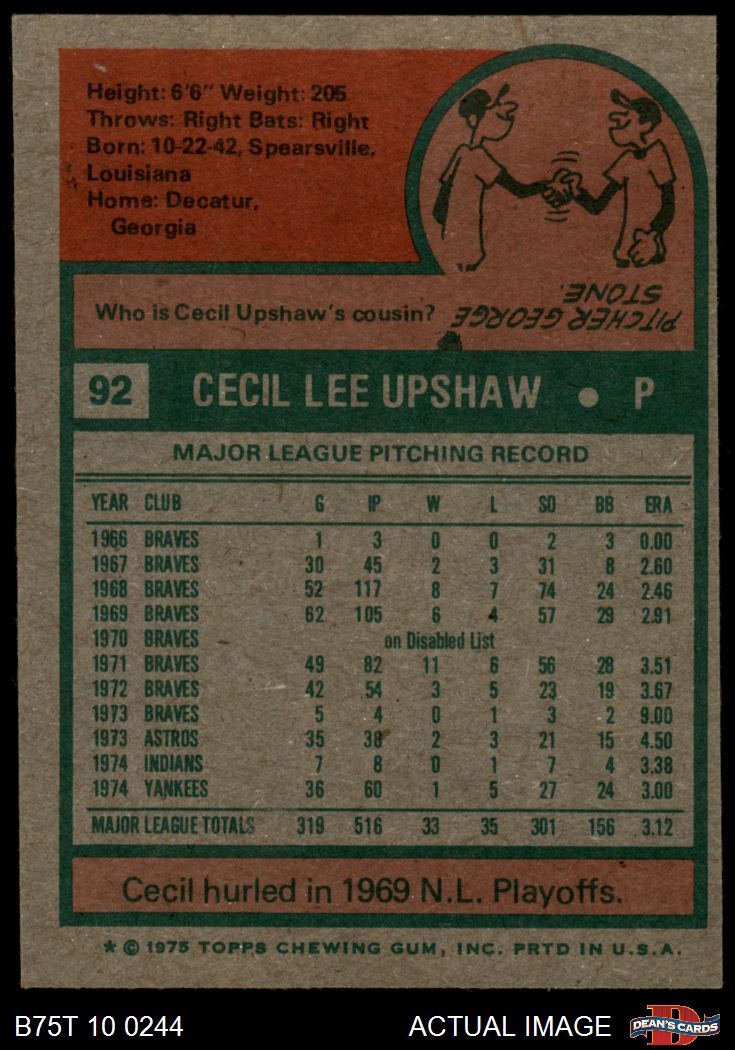 Height: 6'6" Weight: 205
Throws: Right Bats: Right
Born: 10-22-42, Spearsville,
Louisiana
Home: Decatur,
Georgia
Who is Cecil Upshaw's cousin?
PITCHER GEORGE
STONE.
92 CECIL LEE UPSHAW • P
MAJOR LEAGUE PITCHING RECORD
YEAR CLUB G IP W L SO BB ERA
1966 BRAVES 1 3 0 0 2 3 0.00
1967 BRAVES 30 45 2 3 31 8 2.60
1968 BRAVES 52 117 8 7 74 24 2.46
1969 BRAVES 62 105 6 4 57 29 2.91
1970 BRAVES on Disabled List
1971 BRAVES 49 82 11 6 56 28 3.51
1972 BRAVES 42 54 3 5 23 19 3.67
1973 BRAVES 5 4 0 1 3 2 9.00
1973 ASTROS 35 38 2 3 21 15 4.50
1974 INDIANS 7 8 0 1 7 4 3.38
1974 YANKEES 36 60 1 5 27 24 3.00
MAJOR LEAGUE TOTALS 319 516 33 35 301 156 3.12
Cecil hurled in 1969 N.L. Playoffs.
* © 1975 TOPPS CHEWING GUM, INC. PRTD IN U.S.A.
B75T 10 0244 ACTUAL IMAGE D DEAN'S CARDS